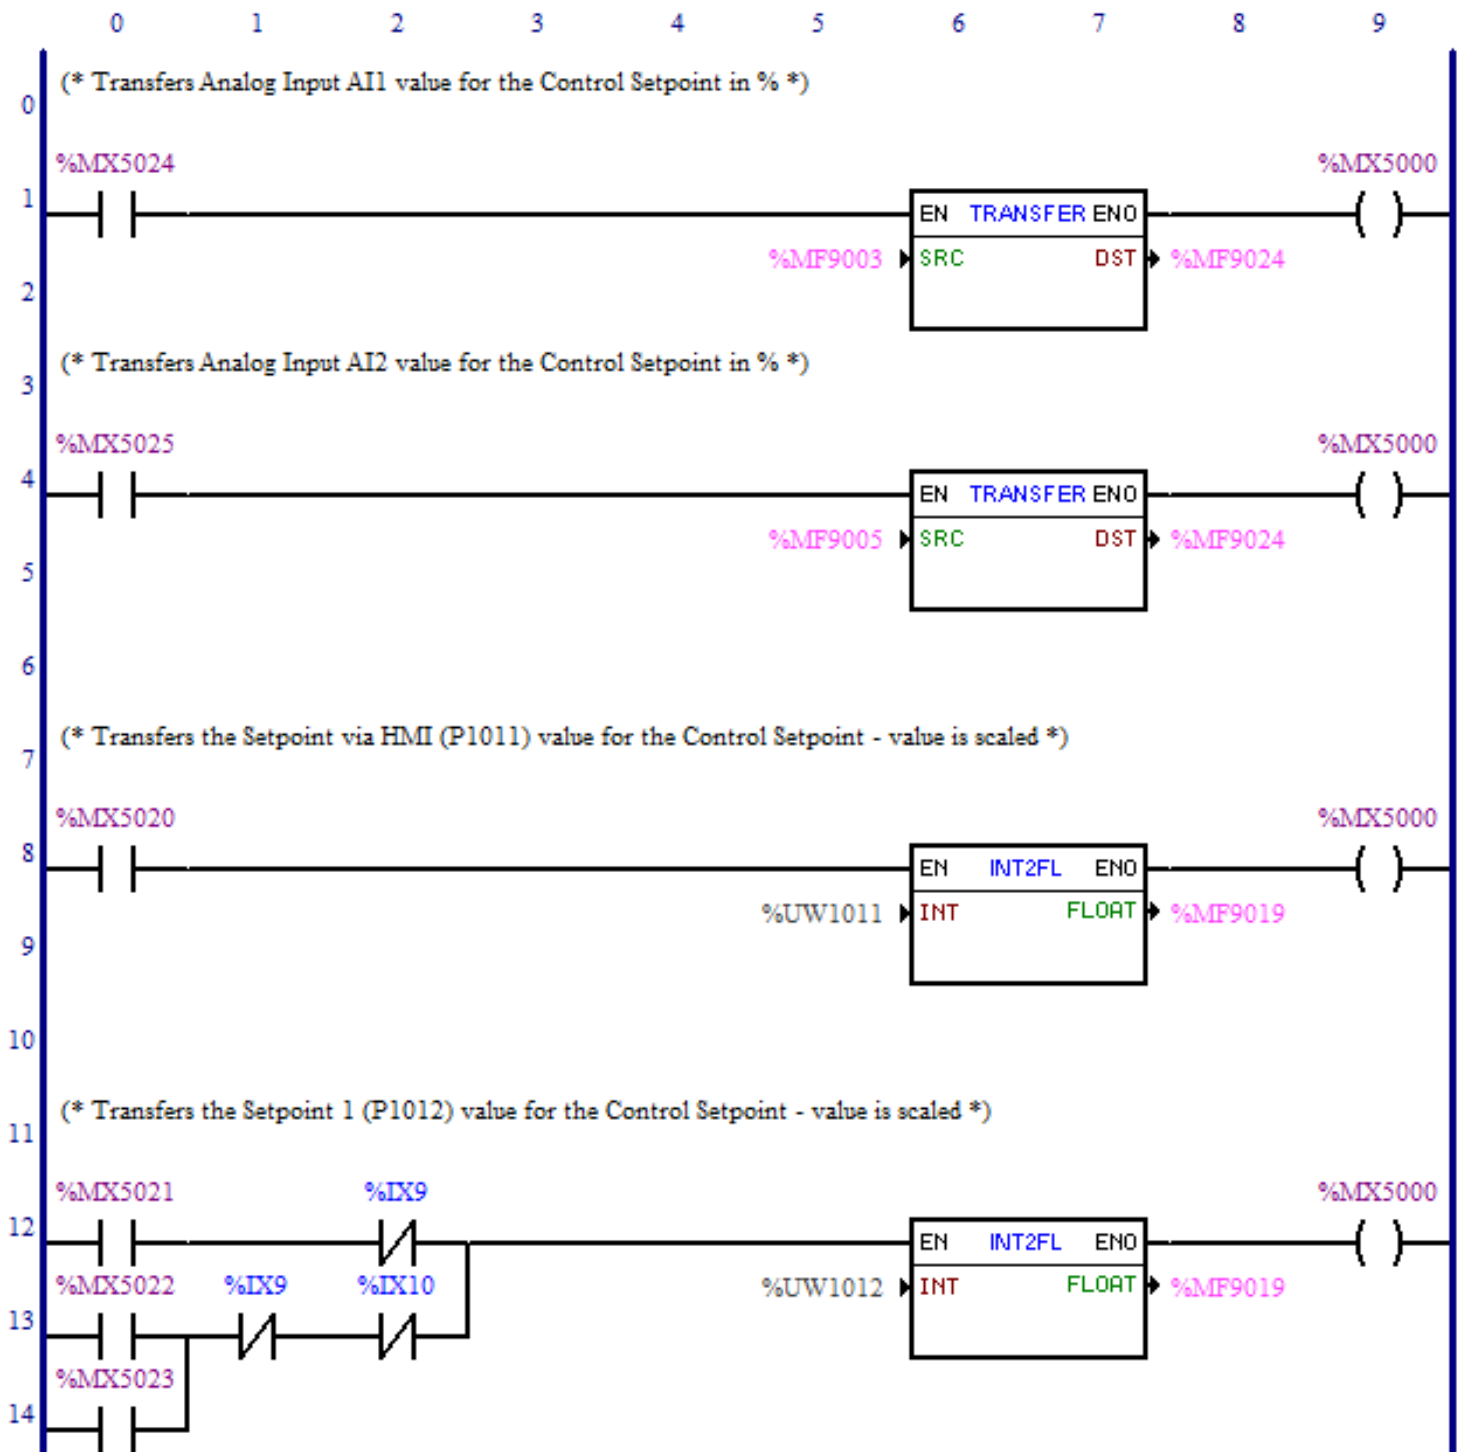 0 1 2 3 4 5 6 7 8 9
(* Transfers Analog Input AI1 value for the Control Setpoint in % *)
0
%MX5024 %MX5000
1
EN TRANSFER ENO
%MF9003 SRC DST %MF9024
2
(* Transfers Analog Input AI2 value for the Control Setpoint in % *)
3
%MX5025 %MX5000
4
EN TRANSFER ENO
%MF9005 SRC DST %MF9024
5
6
(* Transfers the Setpoint via HMI (P1011) value for the Control Setpoint - value is scaled *)
7
%MX5020 %MX5000
8
EN INT2FL ENO
%UW1011 INT FLOAT %MF9019
9
10
(* Transfers the Setpoint 1 (P1012) value for the Control Setpoint - value is scaled *)
11
%MX5021 %IX9 %MX5000
12
EN INT2FL ENO
%MX5022 %IX9 %IX10 %UW1012 INT FLOAT %MF9019
13
%MX5023
14